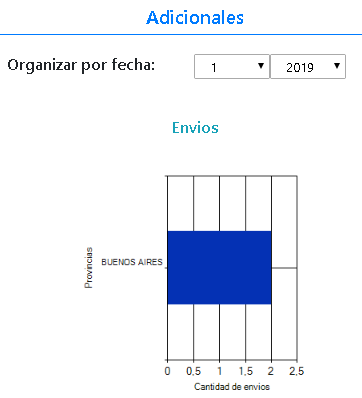 Adicionales
Organizar por fecha: 1 2019
Envios
Provincias
BUENOS AIRES
0 0,5 1 1,5 2 2,5
Cantidad de envios